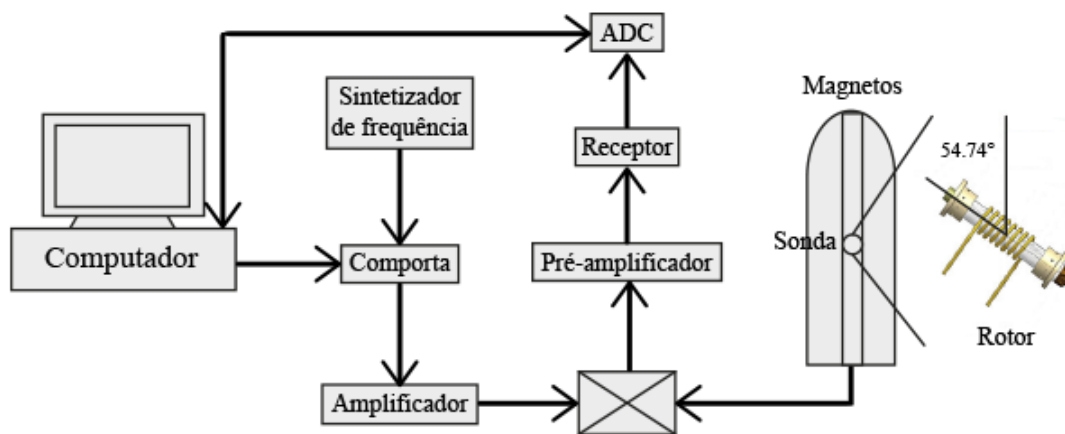 ADC
Sintetizador
de frequência
Magnetos
Receptor
54.74°
Computador
Comporta
Pré-amplificador
Sonda
Rotor
Amplificador